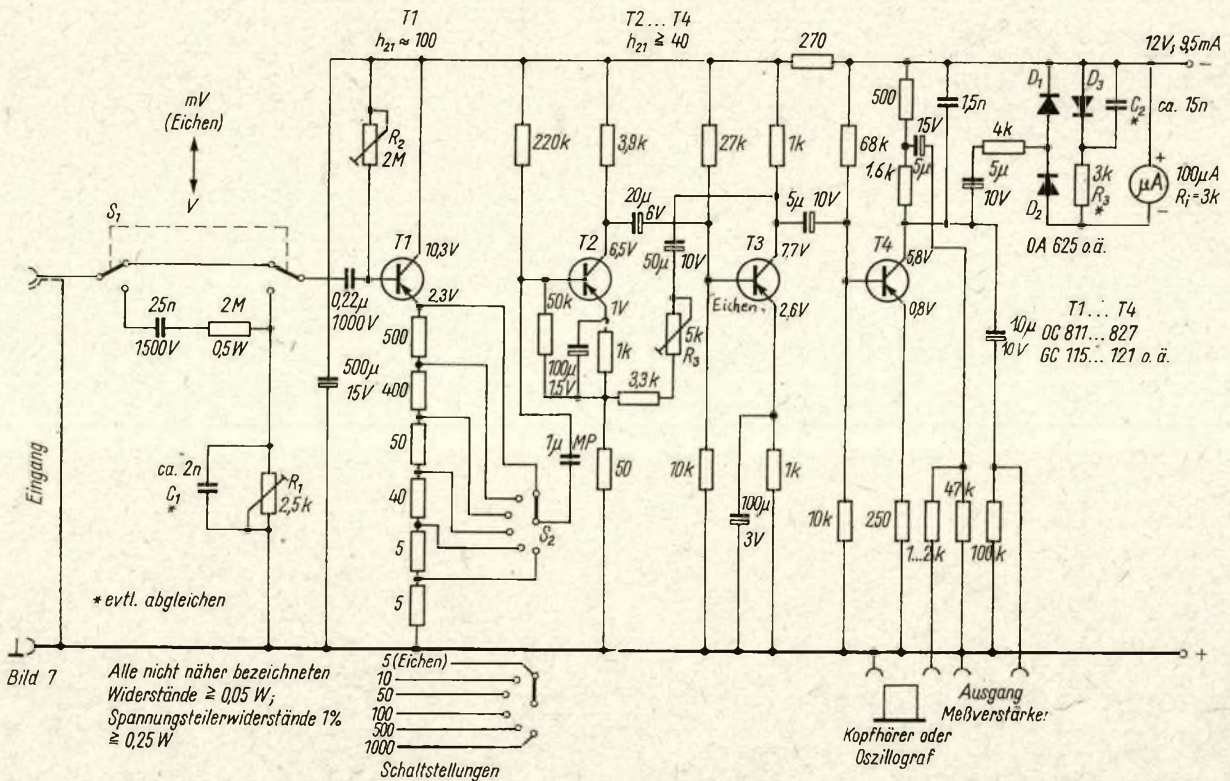 T1
h21 ≈ 100
T2 ... T4
h21 ≧ 40
270
12V; 9,5mA
−
mV
(Eichen)
V
S1
R2
2M
220k
3,9k
27k
1k
68k
500
15V
5µ
1,6k
1,5n
4k
5µ
10V
D1
D3
C2
*
ca. 15n
D2
3k
R3
*
µA
+
−
100µA
Ri = 3k
OA 625 o.ä.
25n
1500V
2M
0,5W
0,22µ
1000V
T1
10,3V
2,3V
20µ
6V
T2
6,5V
1V
50µ
10V
5µ
10V
T3
7,7V
2,6V
Eichen
T4
5,8V
0,8V
10µ
10V
T1 ... T4
OC 811 ... 827
GC 115 ... 121 o.ä.
500µ
15V
500
400
50
40
5
5
50k
100µ
1,5V
1k
3,3k
5k
R3
1µ MP
50
S2
10k
100µ
3V
1k
10k
250
1...2k
47k
100k
Eingang
ca. 2n
C1
*
R1
2,5k
* evtl. abgleichen
+
Bild 7
Alle nicht näher bezeichneten
Widerstände ≧ 0,05 W;
Spannungsteilerwiderstände 1%
≧ 0,25 W
5 (Eichen)
10
50
100
500
1000
Schaltstellungen
Kopfhörer oder
Oszillograf
Ausgang
Meßverstärker